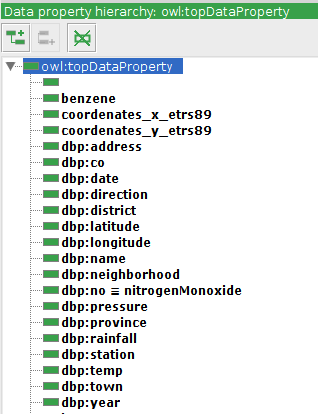 Data property hierarchy: owl:topDataProperty
owl:topDataProperty
benzene
coordenates_x_etrs89
coordenates_y_etrs89
dbp:address
dbp:co
dbp:date
dbp:direction
dbp:district
dbp:latitude
dbp:longitude
dbp:name
dbp:neighborhood
dbp:no ≡ nitrogenMonoxide
dbp:pressure
dbp:province
dbp:rainfall
dbp:station
dbp:temp
dbp:town
dbp:year